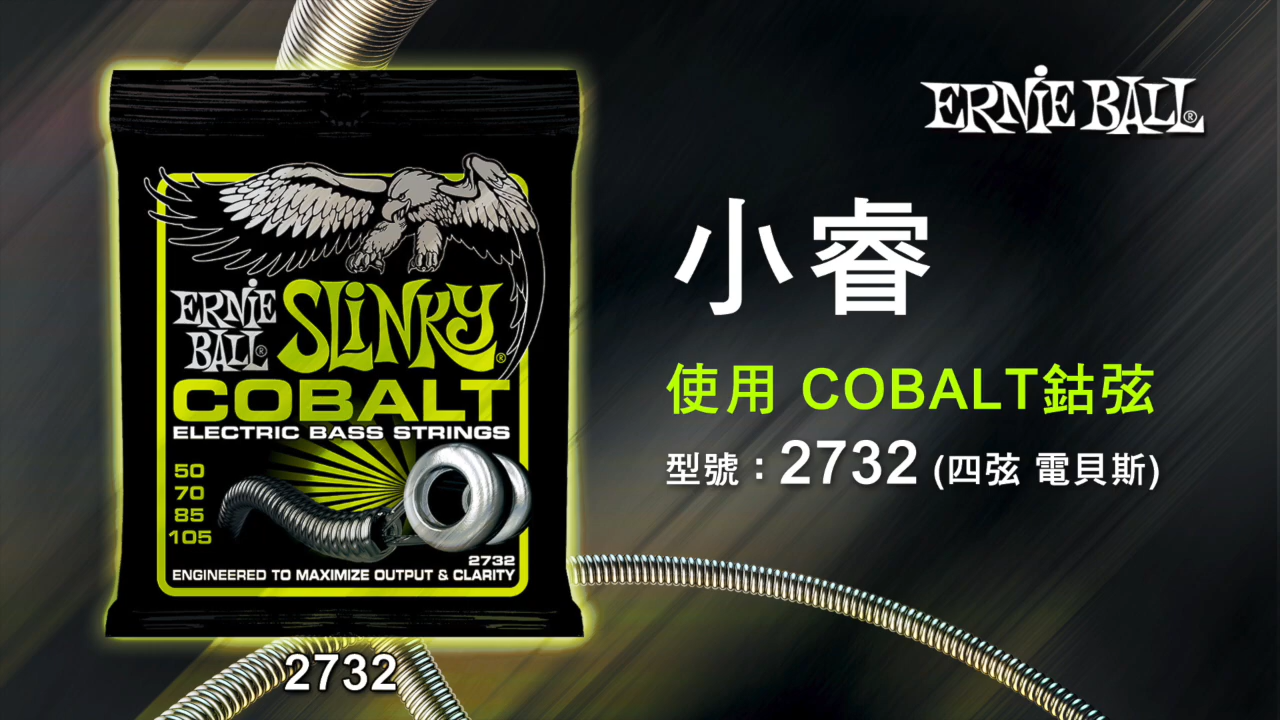 ERNIE BALL®
小睿
使用 COBALT鈷弦
型號：2732 (四弦 電貝斯)
ERNIE
BALL®
SLINKY®
COBALT
ELECTRIC BASS STRINGS
50
70
85
105
2732
ENGINEERED TO MAXIMIZE OUTPUT & CLARITY
2732